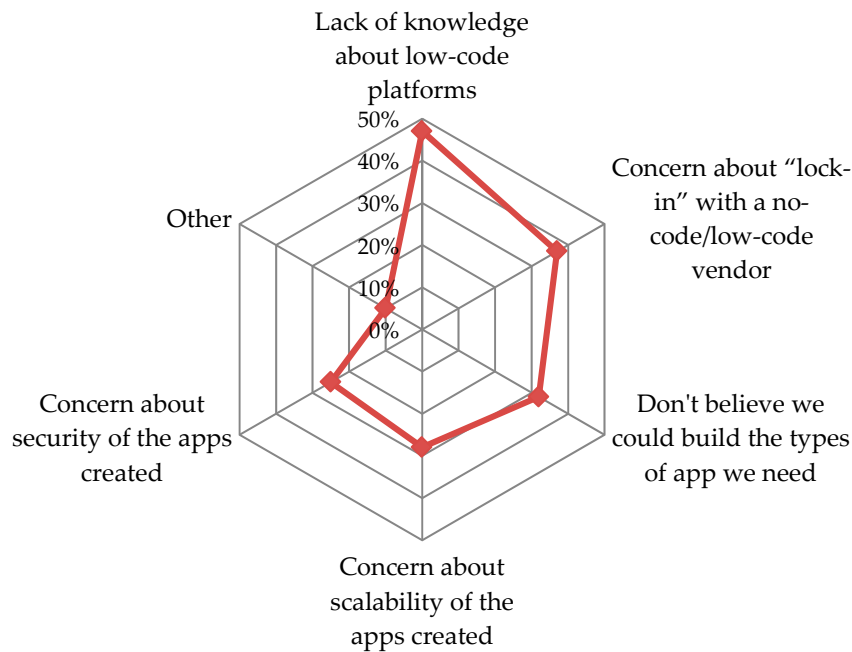 Lack of knowledge
about low-code
platforms
50%
40%
30%
20%
10%
0%
Concern about “lock-
in” with a no-
code/low-code
vendor
Don't believe we
could build the types
of app we need
Concern about
scalability of the
apps created
Concern about
security of the apps
created
Other